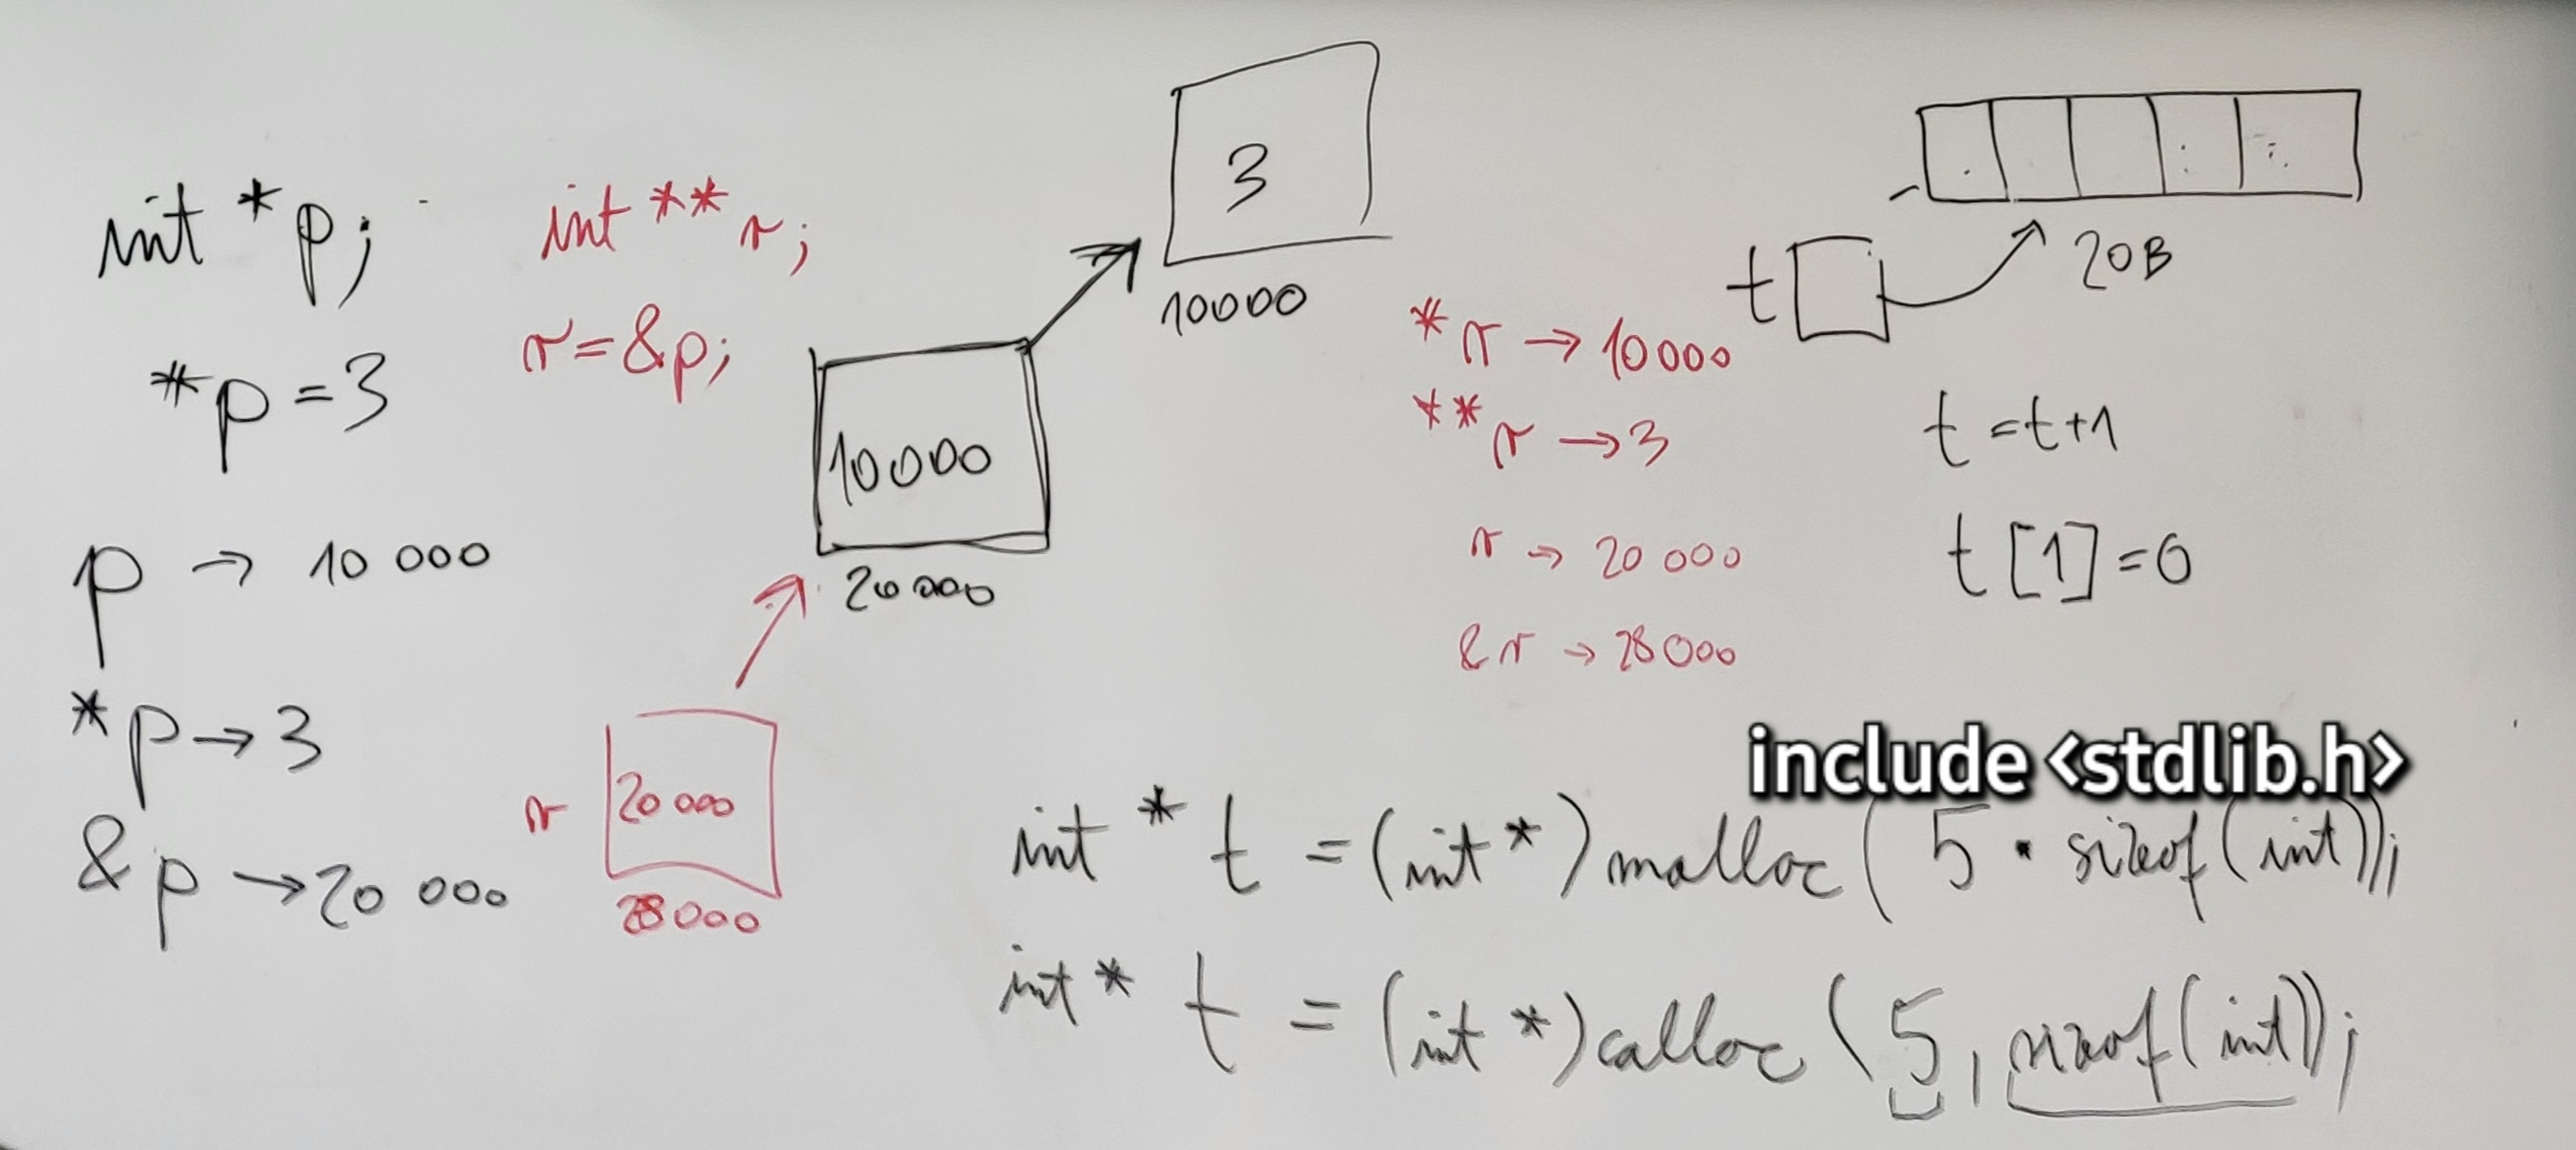 int *p;
*p = 3
p → 10 000
*p → 3
&p → 20 000
int **r;
r = &p;
3
10000
10000
20 000
r
20 000
28000
*r → 10000
**r → 3
r → 20 000
&r → 28000
t
20B
t = t+1
t[1] = 0
include <stdlib.h>
int * t = (int*) malloc( 5 · sizeof(int));
int * t = (int *) calloc ( 5 , sizeof(int));